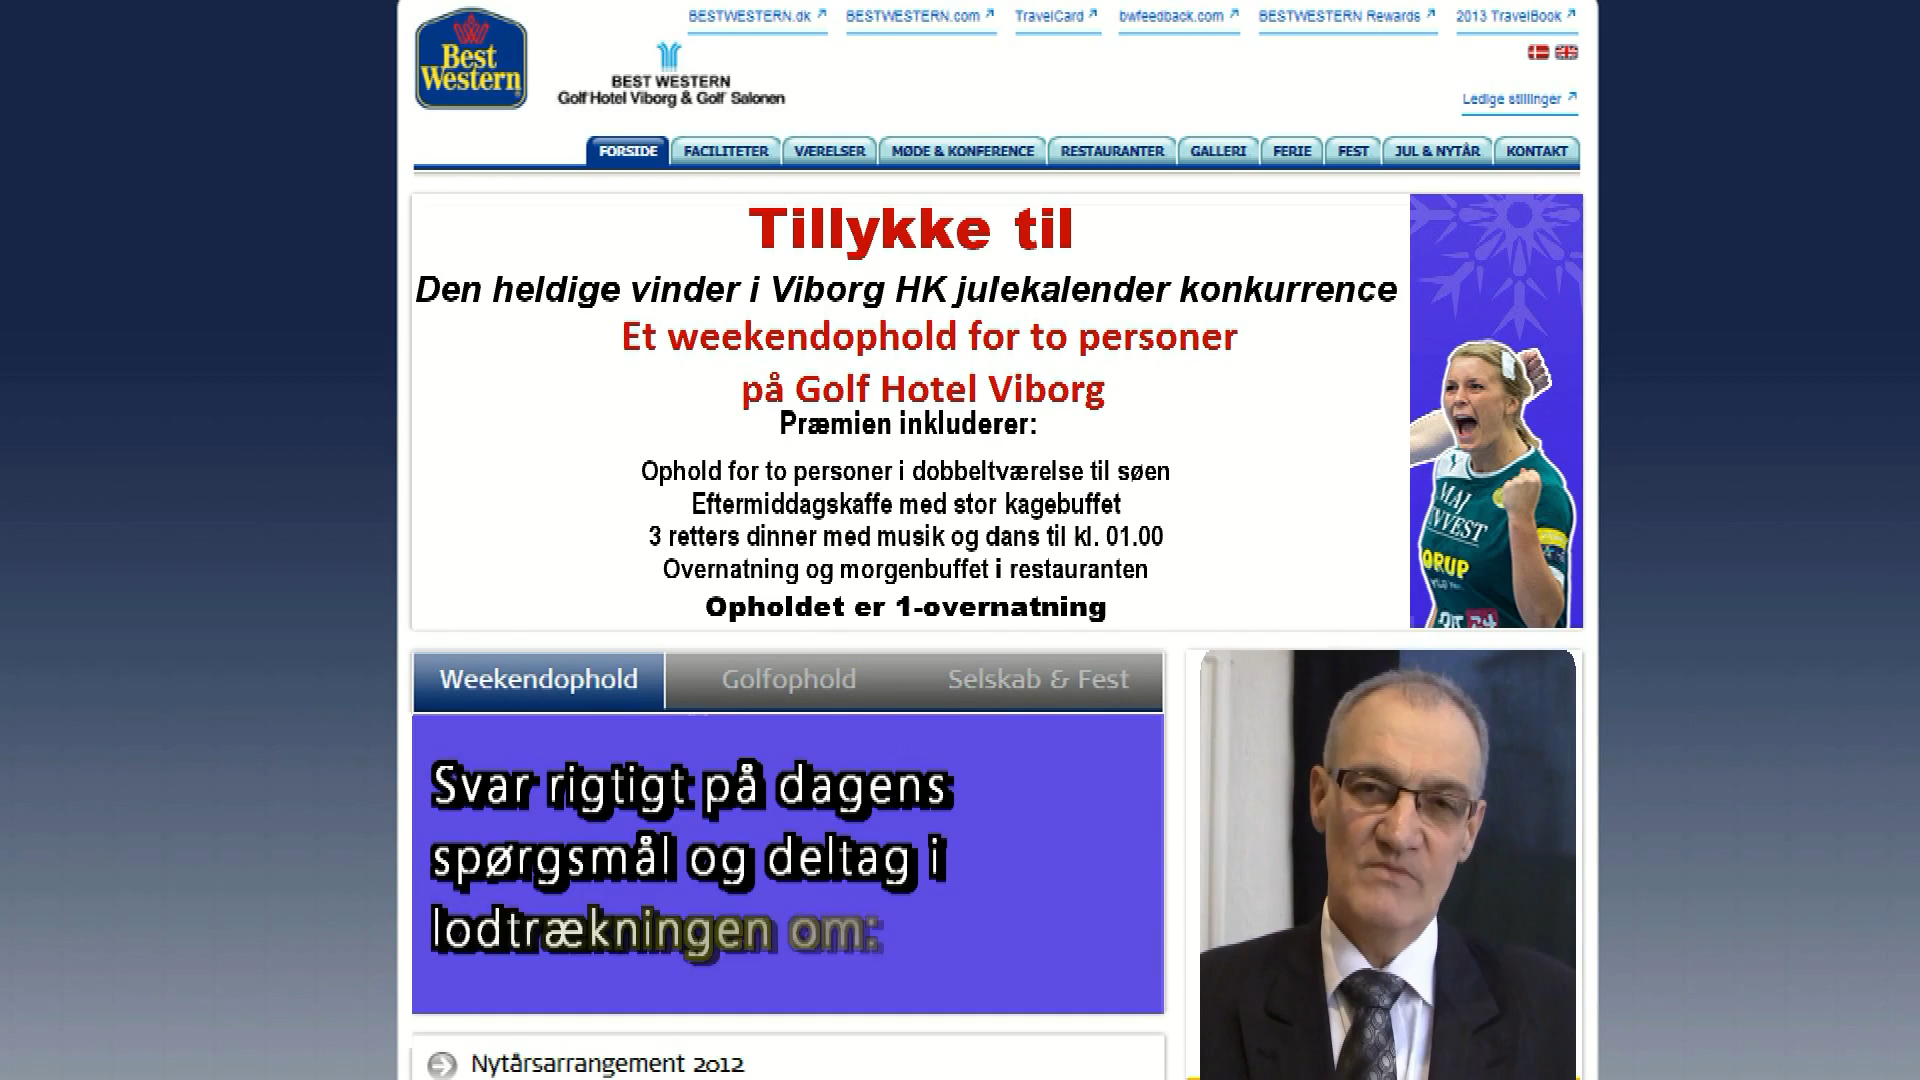 BESTWESTERN.dk
BESTWESTERN.com
TravelCard
bwfeedback.com
BESTWESTERN Rewards
2013 TravelBook
Best
Western
BEST WESTERN
Golf Hotel Viborg & Golf Salonen
Ledige stillinger
FORSIDE
FACILITETER
VÆRELSER
MØDE & KONFERENCE
RESTAURANTER
GALLERI
FERIE
FEST
JUL & NYTÅR
KONTAKT
Tillykke til
Den heldige vinder i Viborg HK julekalender konkurrence
Et weekendophold for to personer
på Golf Hotel Viborg
Præmien inkluderer:
Ophold for to personer i dobbeltværelse til søen
Eftermiddagskaffe med stor kagebuffet
3 retters dinner med musik og dans til kl. 01.00
Overnatning og morgenbuffet i restauranten
Opholdet er 1-overnatning
MAJ
INVEST
ORUP
Weekendophold
Golfophold
Selskab & Fest
Svar rigtigt på dagens
spørgsmål og deltag i
lodtrækningen om:
Nytårsarrangement 2012